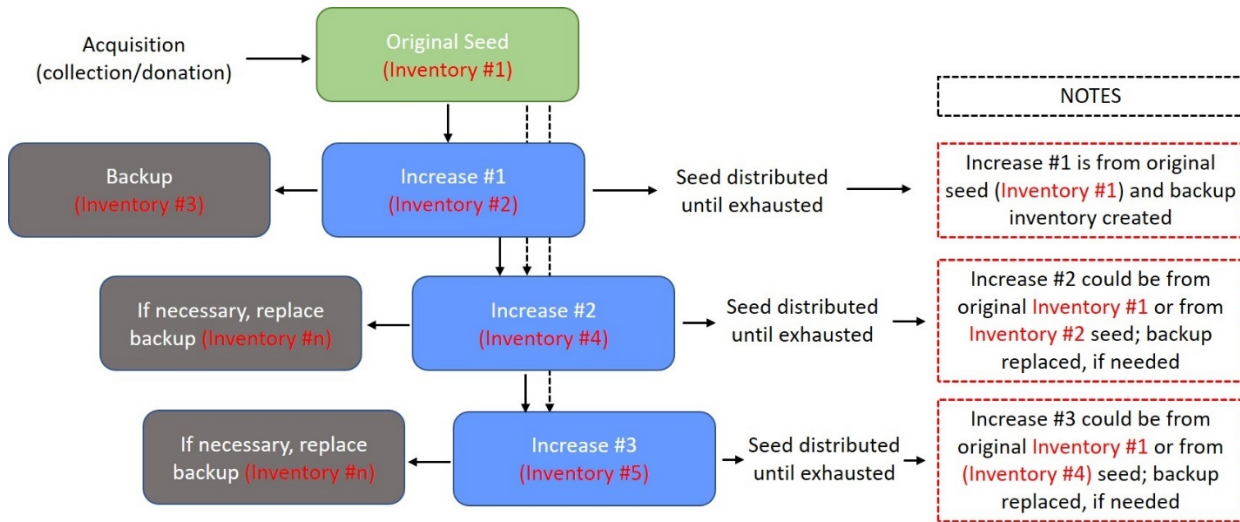 Acquisition
(collection/donation)
Original Seed
(Inventory #1)
NOTES
Backup
(Inventory #3)
Increase #1
(Inventory #2)
Seed distributed
until exhausted
Increase #1 is from original
seed (Inventory #1) and backup
inventory created
If necessary, replace
backup (Inventory #n)
Increase #2
(Inventory #4)
Seed distributed
until exhausted
Increase #2 could be from
original Inventory #1 or from
Inventory #2 seed; backup
replaced, if needed
If necessary, replace
backup (Inventory #n)
Increase #3
(Inventory #5)
Seed distributed
until exhausted
Increase #3 could be from
original Inventory #1 or from
(Inventory #4) seed; backup
replaced, if needed